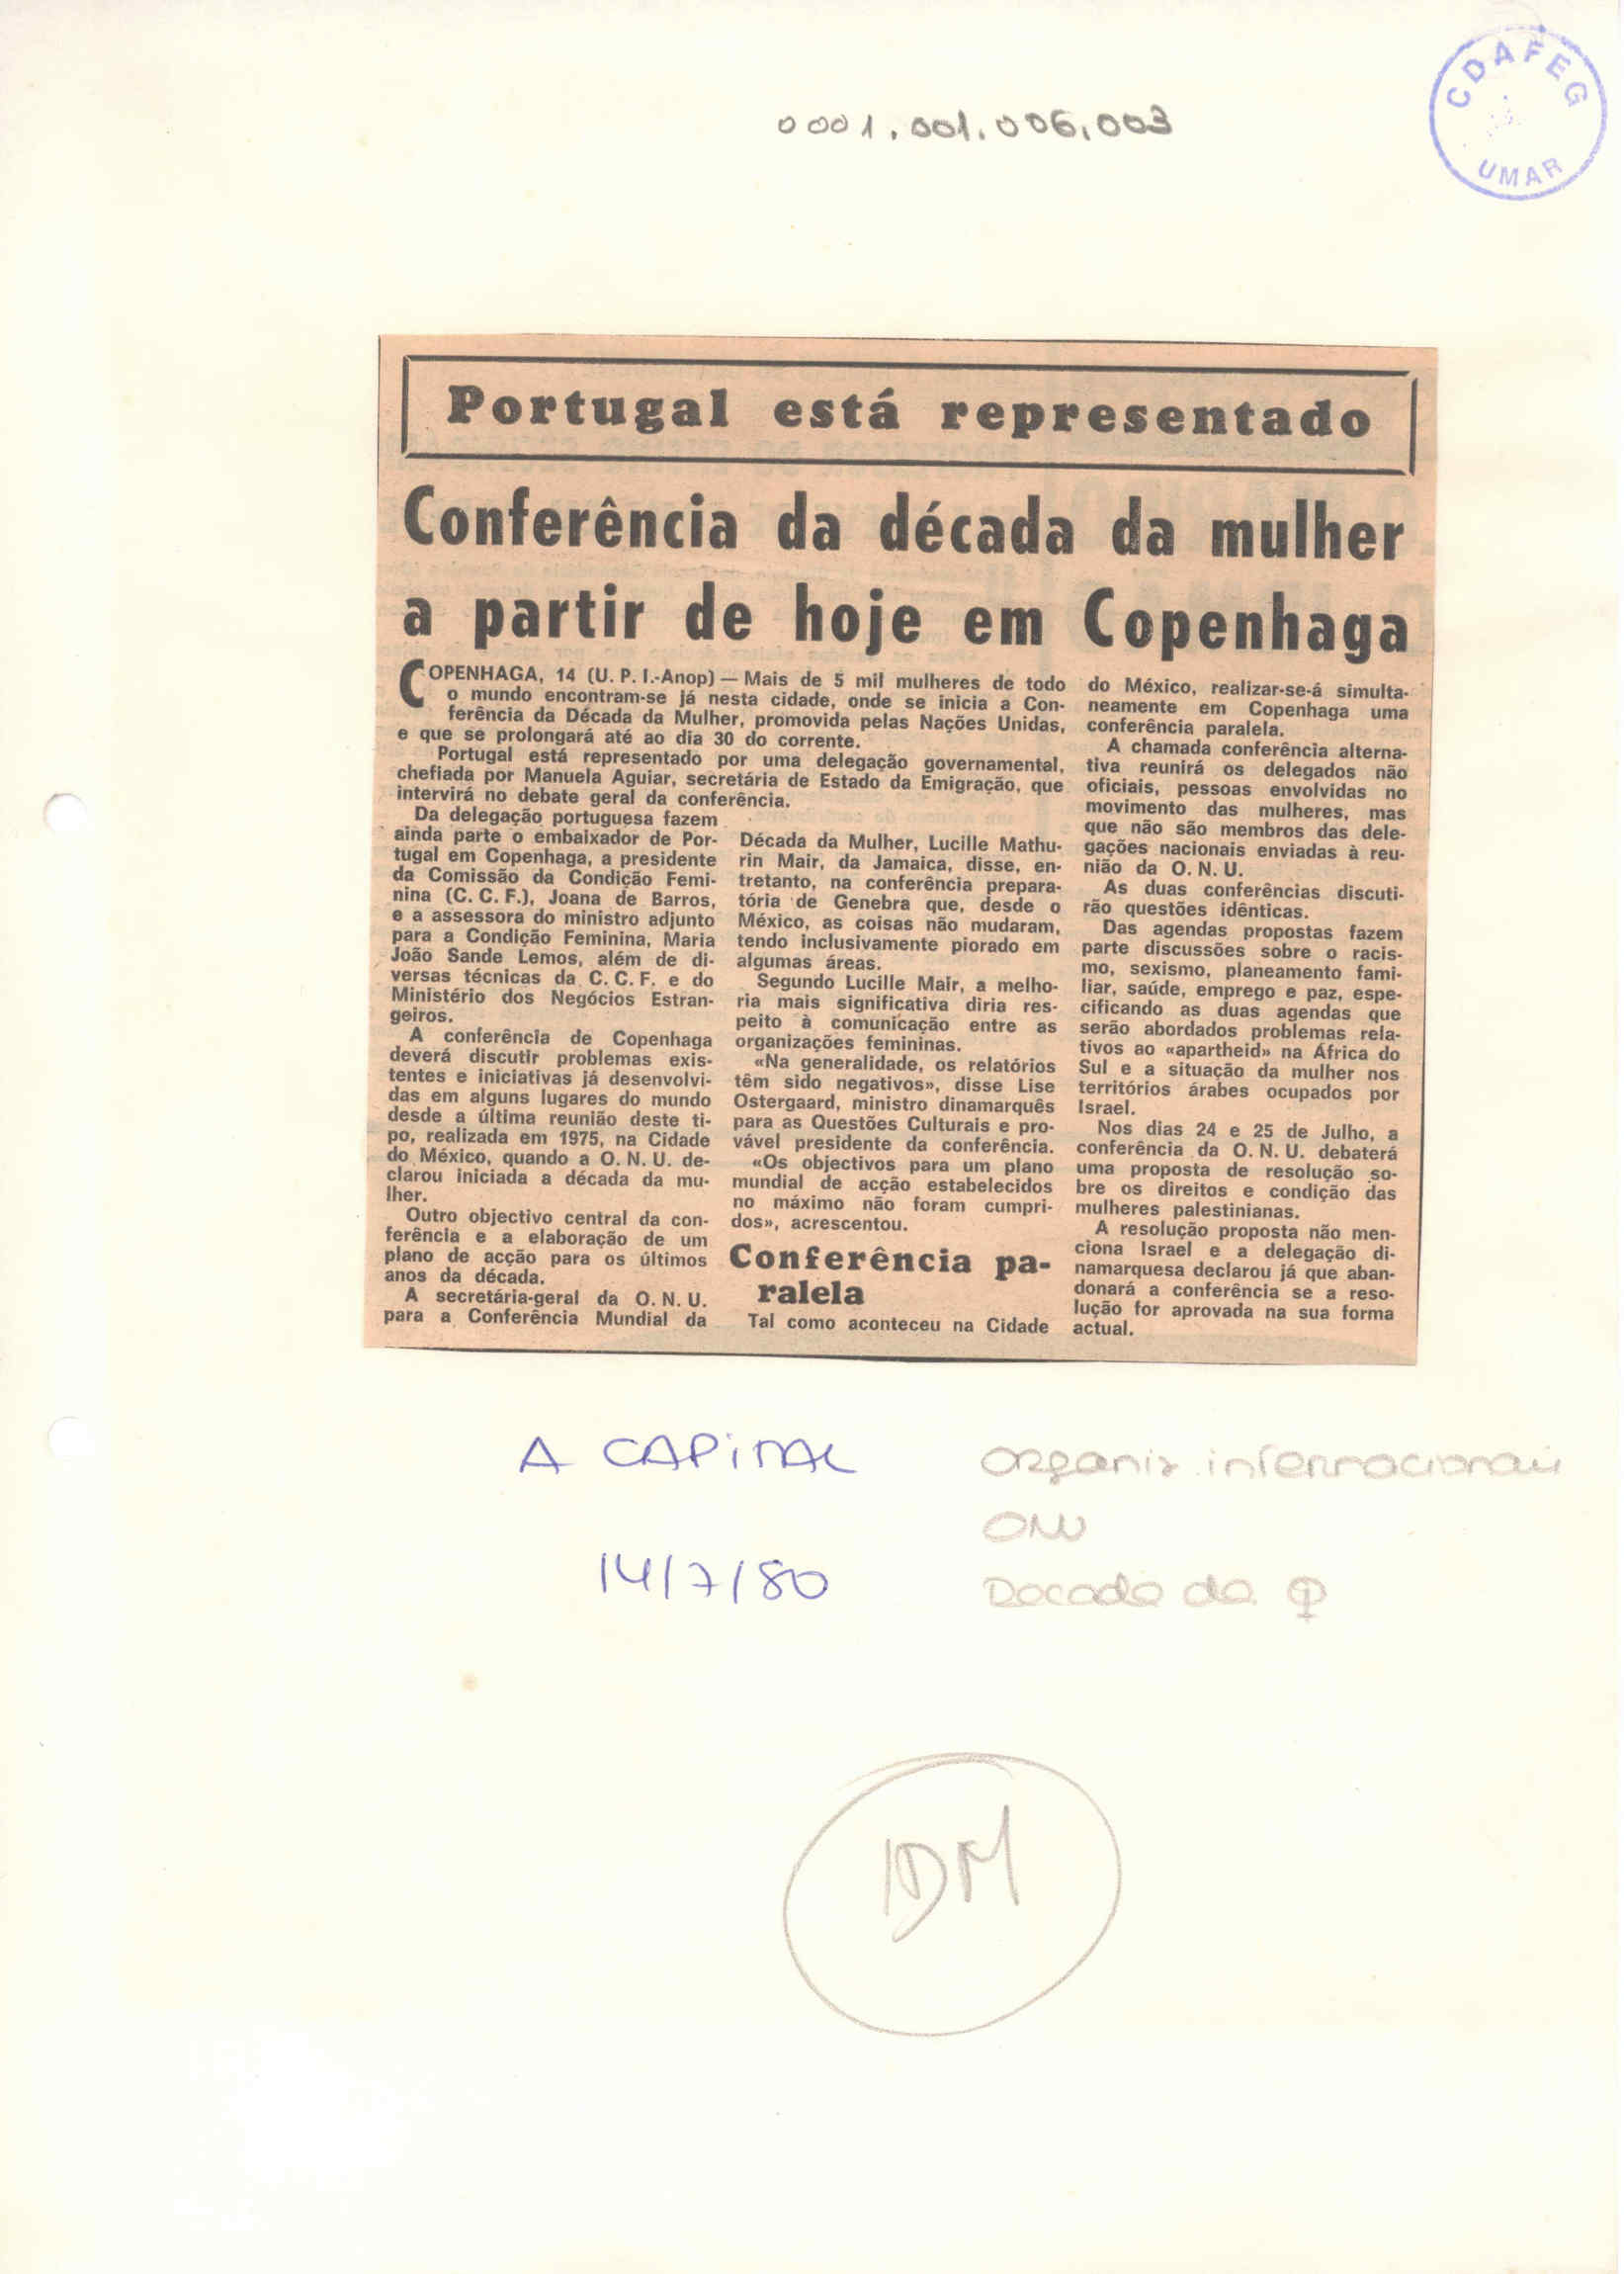 0001.001.006.003
CDAFEG
UMAR
Portugal está representado
Conferência da década da mulher
a partir de hoje em Copenhaga
COPENHAGA, 14 (U. P. I.-Anop) — Mais de 5 mil mulheres de todo
o mundo encontram-se já nesta cidade, onde se inicia a Con-
ferência da Década da Mulher, promovida pelas Nações Unidas,
e que se prolongará até ao dia 30 do corrente.
Portugal está representado por uma delegação governamental,
chefiada por Manuela Aguiar, secretária de Estado da Emigração, que
intervirá no debate geral da conferência.
Da delegação portuguesa fazem
ainda parte o embaixador de Por-
tugal em Copenhaga, a presidente
da Comissão da Condição Femi-
nina (C. C. F.), Joana de Barros,
e a assessora do ministro adjunto
para a Condição Feminina, Maria
João Sande Lemos, além de di-
versas técnicas da C. C. F. e do
Ministério dos Negócios Estran-
geiros.
A conferência de Copenhaga
deverá discutir problemas exis-
tentes e iniciativas já desenvolvi-
das em alguns lugares do mundo
desde a última reunião deste ti-
po, realizada em 1975, na Cidade
do México, quando a O. N. U. de-
clarou iniciada a década da mu-
lher.
Outro objectivo central da con-
ferência e a elaboração de um
plano de acção para os últimos
anos da década.
A secretária-geral da O. N. U.
para a Conferência Mundial da
Década da Mulher, Lucille Mathu-
rin Mair, da Jamaica, disse, en-
tretanto, na conferência prepara-
tória de Genebra que, desde o
México, as coisas não mudaram,
tendo inclusivamente piorado em
algumas áreas.
Segundo Lucille Mair, a melho-
ria mais significativa diria res-
peito à comunicação entre as
organizações femininas.
«Na generalidade, os relatórios
têm sido negativos», disse Lise
Ostergaard, ministro dinamarquês
para as Questões Culturais e pro-
vável presidente da conferência.
«Os objectivos para um plano
mundial de acção estabelecidos
no máximo não foram cumpri-
dos», acrescentou.
Conferência pa-
ralela
Tal como aconteceu na Cidade
do México, realizar-se-á simulta-
neamente em Copenhaga uma
conferência paralela.
A chamada conferência alterna-
tiva reunirá os delegados não
oficiais, pessoas envolvidas no
movimento das mulheres, mas
que não são membros das dele-
gações nacionais enviadas à reu-
nião da O. N. U.
As duas conferências discuti-
rão questões idênticas.
Das agendas propostas fazem
parte discussões sobre o racis-
mo, sexismo, planeamento fami-
liar, saúde, emprego e paz, espe-
cificando as duas agendas que
serão abordados problemas rela-
tivos ao «apartheid» na África do
Sul e a situação da mulher nos
territórios árabes ocupados por
Israel.
Nos dias 24 e 25 de Julho, a
conferência da O. N. U. debaterá
uma proposta de resolução so-
bre os direitos e condição das
mulheres palestinianas.
A resolução proposta não men-
ciona Israel e a delegação di-
namarquesa declarou já que aban-
donará a conferência se a reso-
lução for aprovada na sua forma
actual.
A CAPITAL
14/7/80
Organiz. internacionais
ONU
Decada da ♀
DM